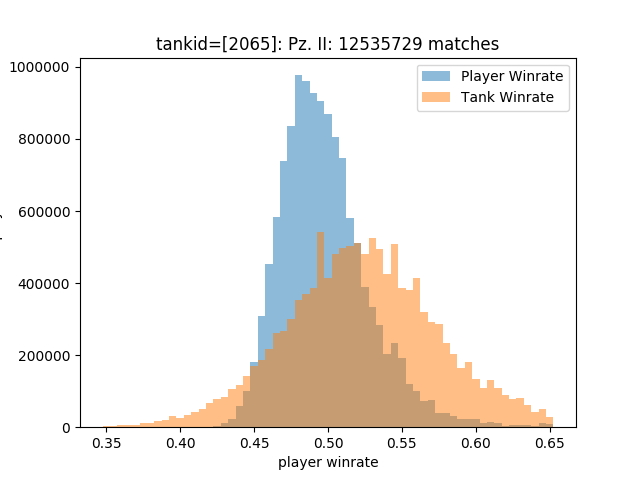 tankid=[2065]: Pz. II: 12535729 matches
Player Winrate
Tank Winrate
1000000
800000
600000
400000
200000
0
0.35 0.40 0.45 0.50 0.55 0.60 0.65
player winrate